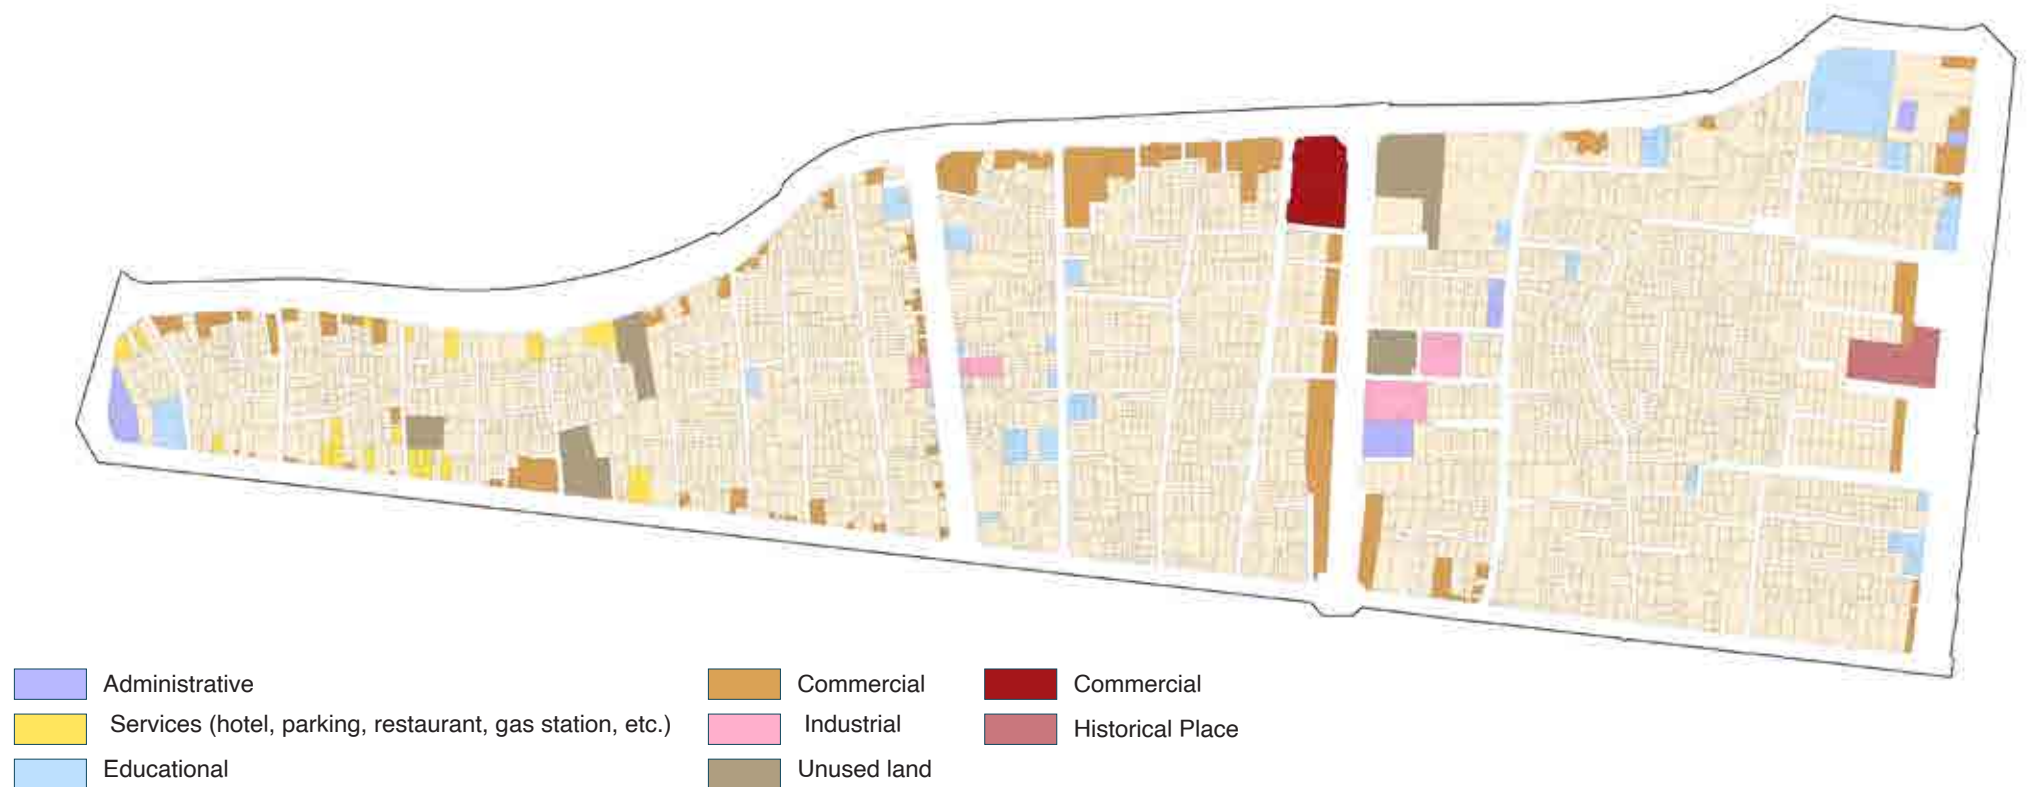 Administrative
Services (hotel, parking, restaurant, gas station, etc.)
Educational
Commercial
Industrial
Unused land
Commercial
Historical Place